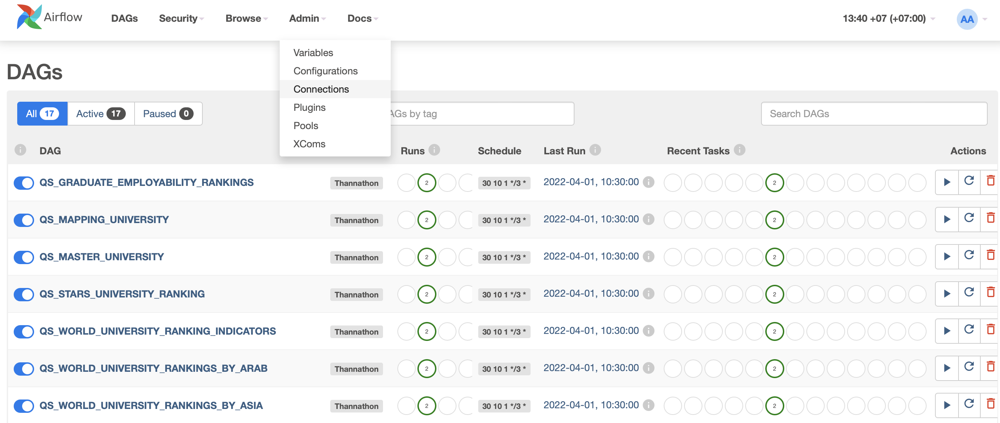 Airflow DAGs Security Browse Admin Docs 13:40 +07 (+07:00) AA
Variables
Configurations
Connections
Plugins
Pools
XComs
DAGs
All 17 Active 17 Paused 0 AGs by tag Search DAGs
DAG Runs Schedule Last Run Recent Tasks Actions
QS_GRADUATE_EMPLOYABILITY_RANKINGS Thannathon 2 30 10 1 */3 * 2022-04-01, 10:30:00 2
QS_MAPPING_UNIVERSITY Thannathon 2 30 10 1 */3 * 2022-04-01, 10:30:00 2
QS_MASTER_UNIVERSITY Thannathon 2 30 10 1 */3 * 2022-04-01, 10:30:00 2
QS_STARS_UNIVERSITY_RANKING Thannathon 2 30 10 1 */3 * 2022-04-01, 10:30:00 2
QS_WORLD_UNIVERSITY_RANKING_INDICATORS Thannathon 2 30 10 1 */3 * 2022-04-01, 10:30:00 2
QS_WORLD_UNIVERSITY_RANKINGS_BY_ARAB Thannathon 2 30 10 1 */3 * 2022-04-01, 10:30:00 2
QS_WORLD_UNIVERSITY_RANKINGS_BY_ASIA Thannathon 2 30 10 1 */3 * 2022-04-01, 10:30:00 2